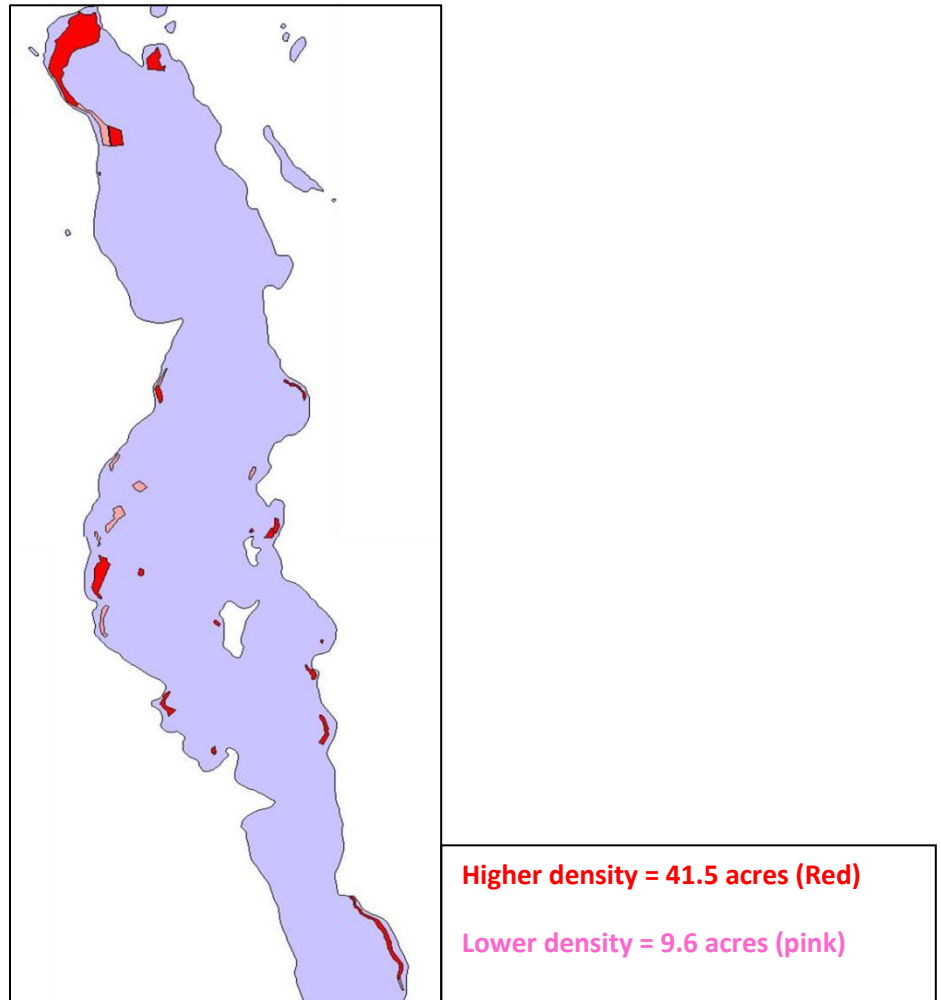 Higher density = 41.5 acres (Red)
Lower density = 9.6 acres (pink)